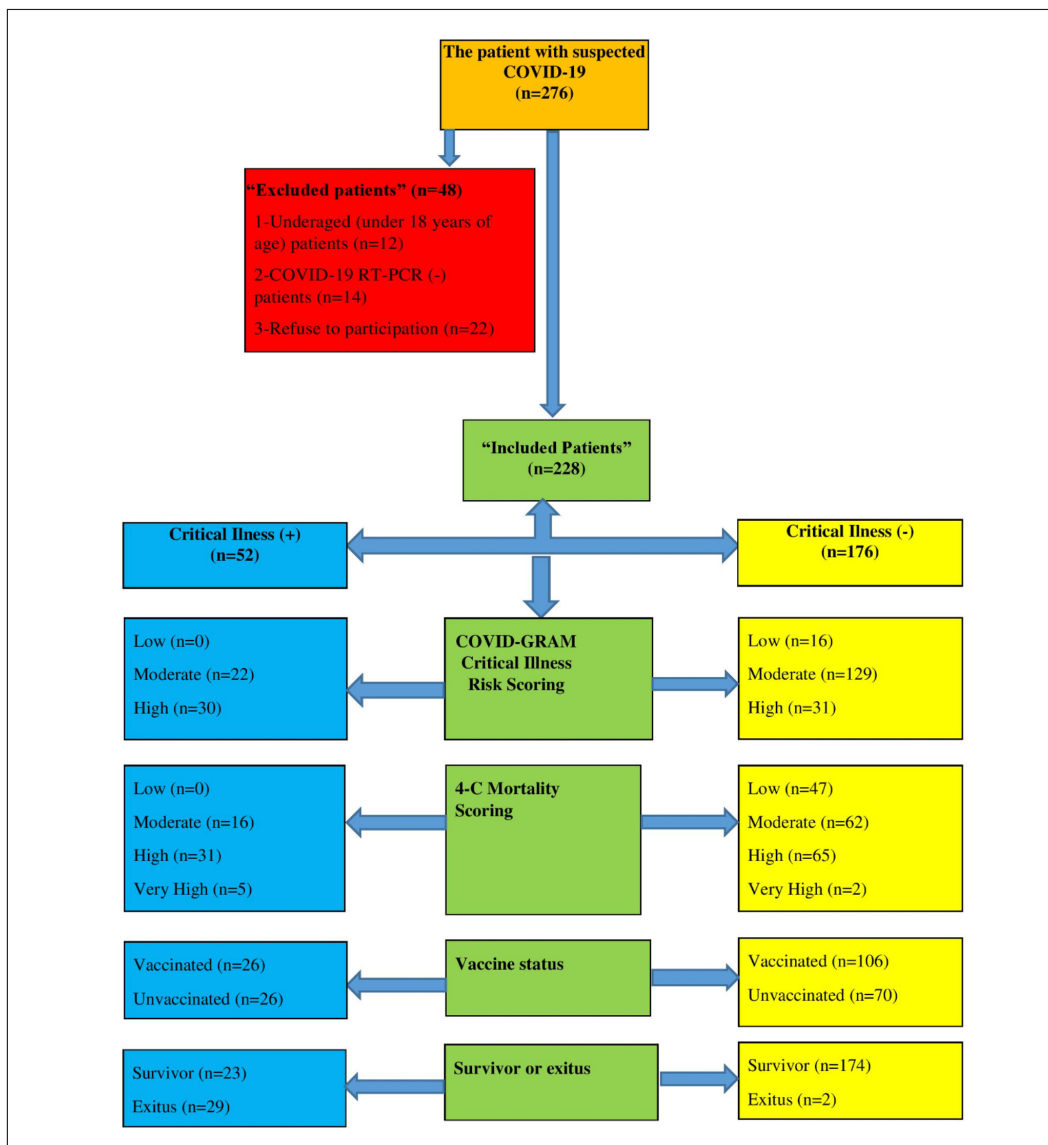 The patient with suspected
COVID-19
(n=276)
“Excluded patients” (n=48)
1-Underaged (under 18 years of
age) patients (n=12)
2-COVID-19 RT-PCR (-)
patients (n=14)
3-Refuse to participation (n=22)
“Included Patients”
(n=228)
Critical Ilness (+)
(n=52)
Critical Illness (-)
(n=176)
Low (n=0)
Moderate (n=22)
High (n=30)
COVID-GRAM
Critical Illness
Risk Scoring
Low (n=16)
Moderate (n=129)
High (n=31)
Low (n=0)
Moderate (n=16)
High (n=31)
Very High (n=5)
4-C Mortality
Scoring
Low (n=47)
Moderate (n=62)
High (n=65)
Very High (n=2)
Vaccinated (n=26)
Unvaccinated (n=26)
Vaccine status
Vaccinated (n=106)
Unvaccinated (n=70)
Survivor (n=23)
Exitus (n=29)
Survivor or exitus
Survivor (n=174)
Exitus (n=2)